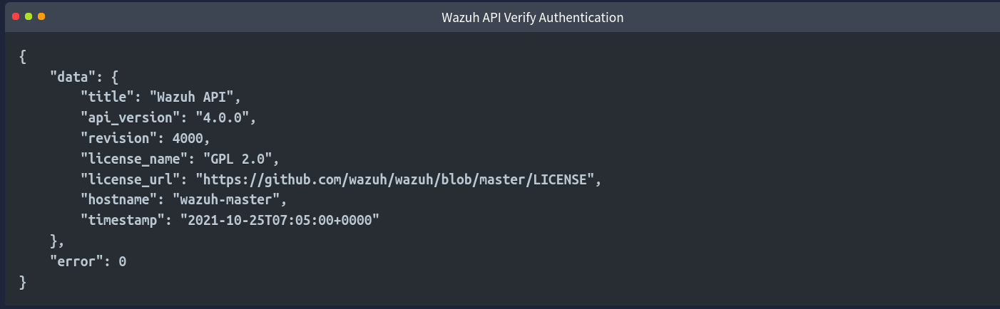 Wazuh API Verify Authentication
{
    "data": {
        "title": "Wazuh API",
        "api_version": "4.0.0",
        "revision": 4000,
        "license_name": "GPL 2.0",
        "license_url": "https://github.com/wazuh/wazuh/blob/master/LICENSE",
        "hostname": "wazuh-master",
        "timestamp": "2021-10-25T07:05:00+0000"
    },
    "error": 0
}